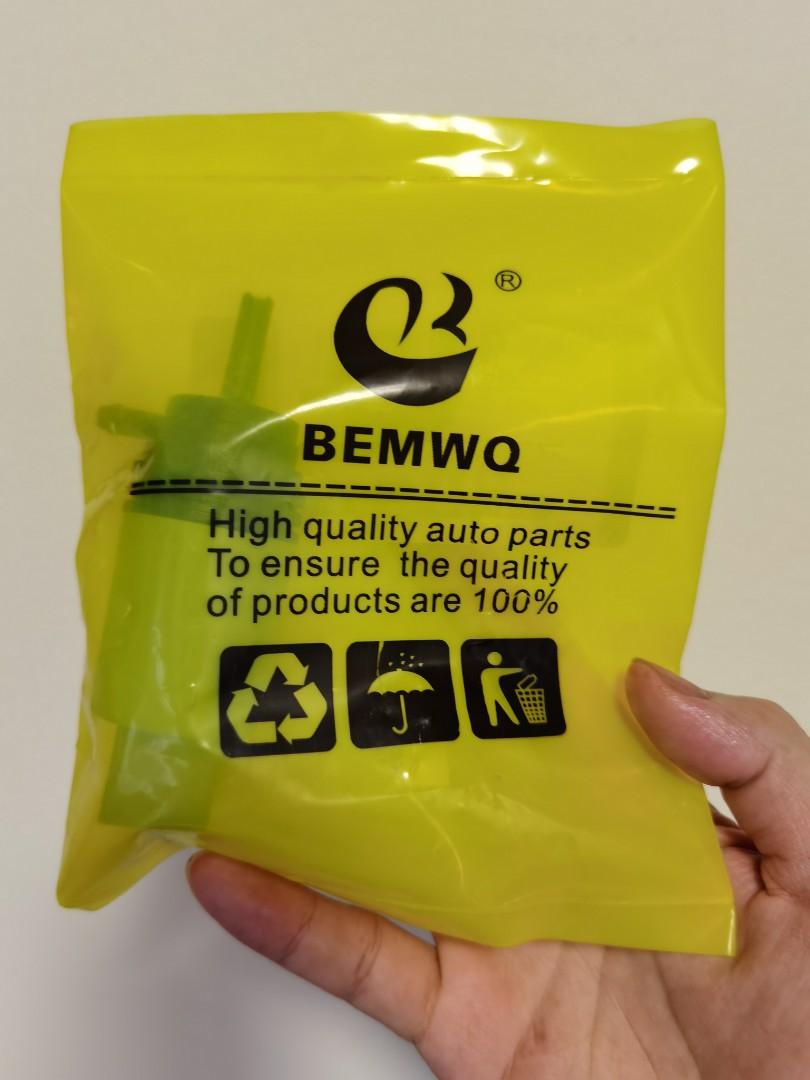 ®
BEMWQ
High quality auto parts
To ensure the quality
of products are 100%